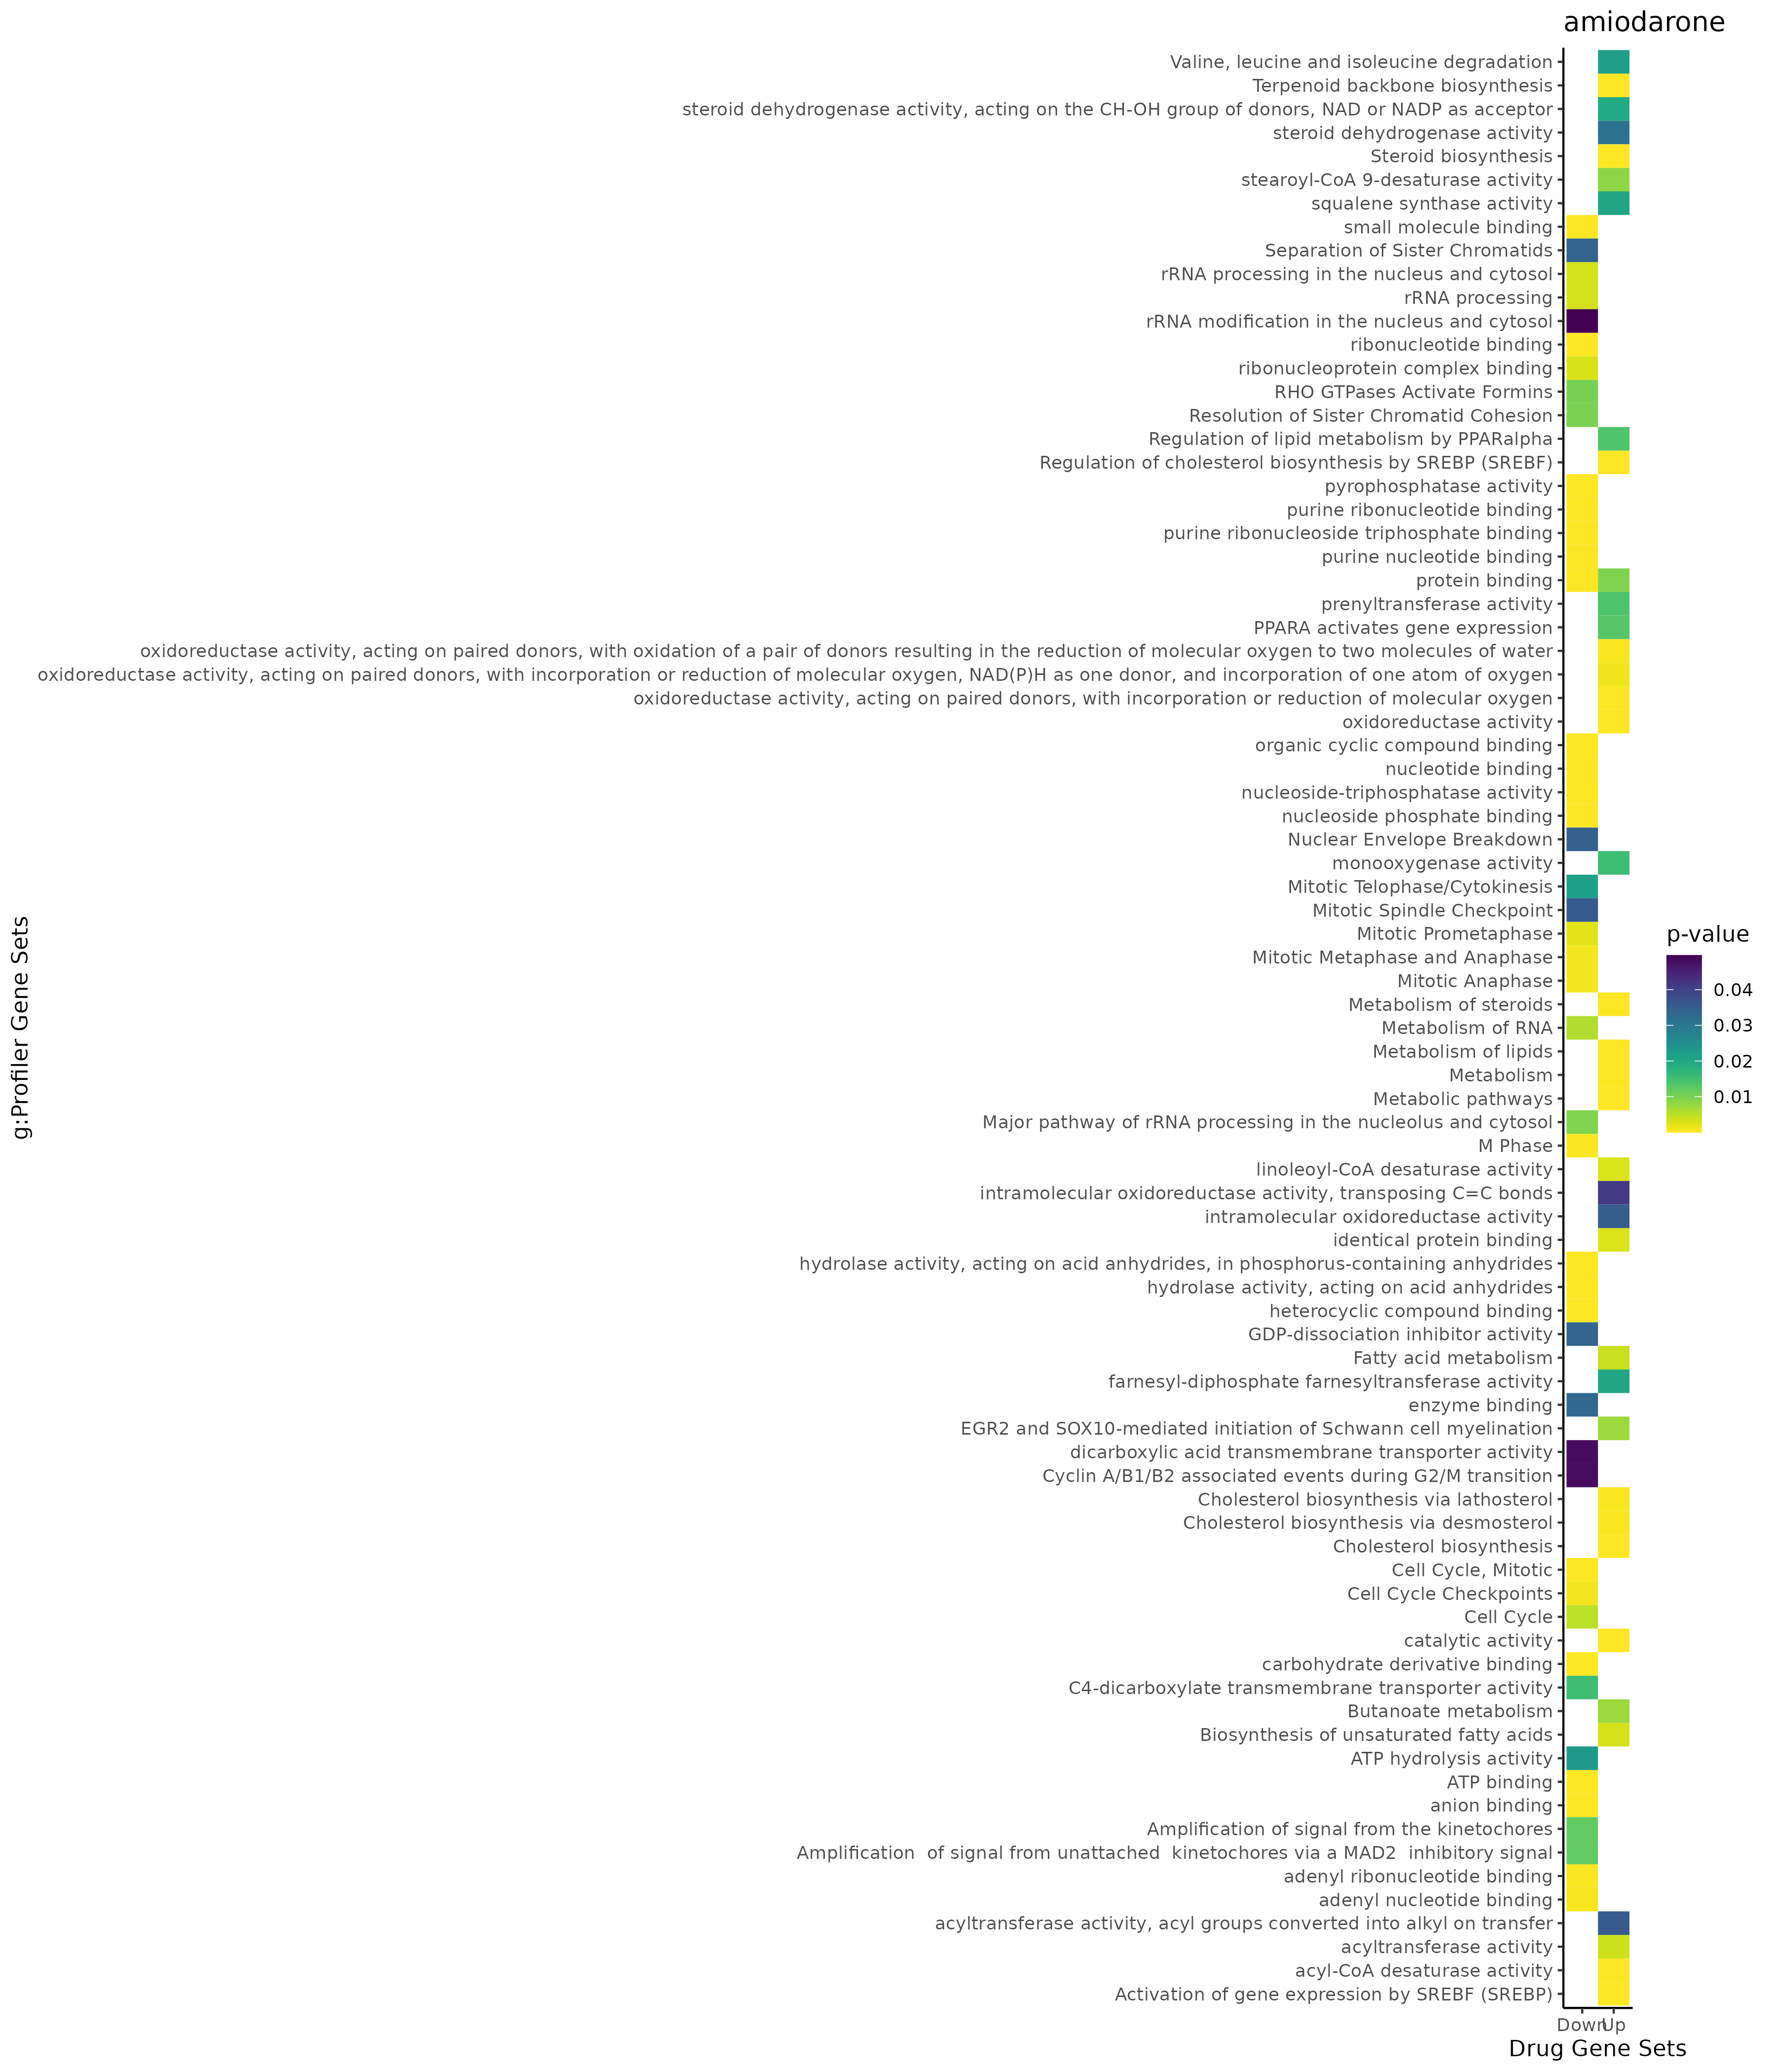 amiodarone
Valine, leucine and isoleucine degradation
Terpenoid backbone biosynthesis
steroid dehydrogenase activity, acting on the CH-OH group of donors, NAD or NADP as acceptor
steroid dehydrogenase activity
Steroid biosynthesis
stearoyl-CoA 9-desaturase activity
squalene synthase activity
small molecule binding
Separation of Sister Chromatids
rRNA processing in the nucleus and cytosol
rRNA processing
rRNA modification in the nucleus and cytosol
ribonucleotide binding
ribonucleoprotein complex binding
RHO GTPases Activate Formins
Resolution of Sister Chromatid Cohesion
Regulation of lipid metabolism by PPARalpha
Regulation of cholesterol biosynthesis by SREBP (SREBF)
pyrophosphatase activity
purine ribonucleotide binding
purine ribonucleoside triphosphate binding
purine nucleotide binding
protein binding
prenyltransferase activity
PPARA activates gene expression
oxidoreductase activity, acting on paired donors, with oxidation of a pair of donors resulting in the reduction of molecular oxygen to two molecules of water
oxidoreductase activity, acting on paired donors, with incorporation or reduction of molecular oxygen, NAD(P)H as one donor, and incorporation of one atom of oxygen
oxidoreductase activity, acting on paired donors, with incorporation or reduction of molecular oxygen
oxidoreductase activity
organic cyclic compound binding
nucleotide binding
nucleoside-triphosphatase activity
nucleoside phosphate binding
Nuclear Envelope Breakdown
monooxygenase activity
Mitotic Telophase/Cytokinesis
Mitotic Spindle Checkpoint
Mitotic Prometaphase
Mitotic Metaphase and Anaphase
Mitotic Anaphase
Metabolism of steroids
Metabolism of RNA
Metabolism of lipids
Metabolism
Metabolic pathways
Major pathway of rRNA processing in the nucleolus and cytosol
M Phase
linoleoyl-CoA desaturase activity
intramolecular oxidoreductase activity, transposing C=C bonds
intramolecular oxidoreductase activity
identical protein binding
hydrolase activity, acting on acid anhydrides, in phosphorus-containing anhydrides
hydrolase activity, acting on acid anhydrides
heterocyclic compound binding
GDP-dissociation inhibitor activity
Fatty acid metabolism
farnesyl-diphosphate farnesyltransferase activity
enzyme binding
EGR2 and SOX10-mediated initiation of Schwann cell myelination
dicarboxylic acid transmembrane transporter activity
Cyclin A/B1/B2 associated events during G2/M transition
Cholesterol biosynthesis via lathosterol
Cholesterol biosynthesis via desmosterol
Cholesterol biosynthesis
Cell Cycle, Mitotic
Cell Cycle Checkpoints
Cell Cycle
catalytic activity
carbohydrate derivative binding
C4-dicarboxylate transmembrane transporter activity
Butanoate metabolism
Biosynthesis of unsaturated fatty acids
ATP hydrolysis activity
ATP binding
anion binding
Amplification of signal from the kinetochores
Amplification  of signal from unattached  kinetochores via a MAD2  inhibitory signal
adenyl ribonucleotide binding
adenyl nucleotide binding
acyltransferase activity, acyl groups converted into alkyl on transfer
acyltransferase activity
acyl-CoA desaturase activity
Activation of gene expression by SREBF (SREBP)
Down Up
Drug Gene Sets
g:Profiler Gene Sets
p-value
0.04
0.03
0.02
0.01